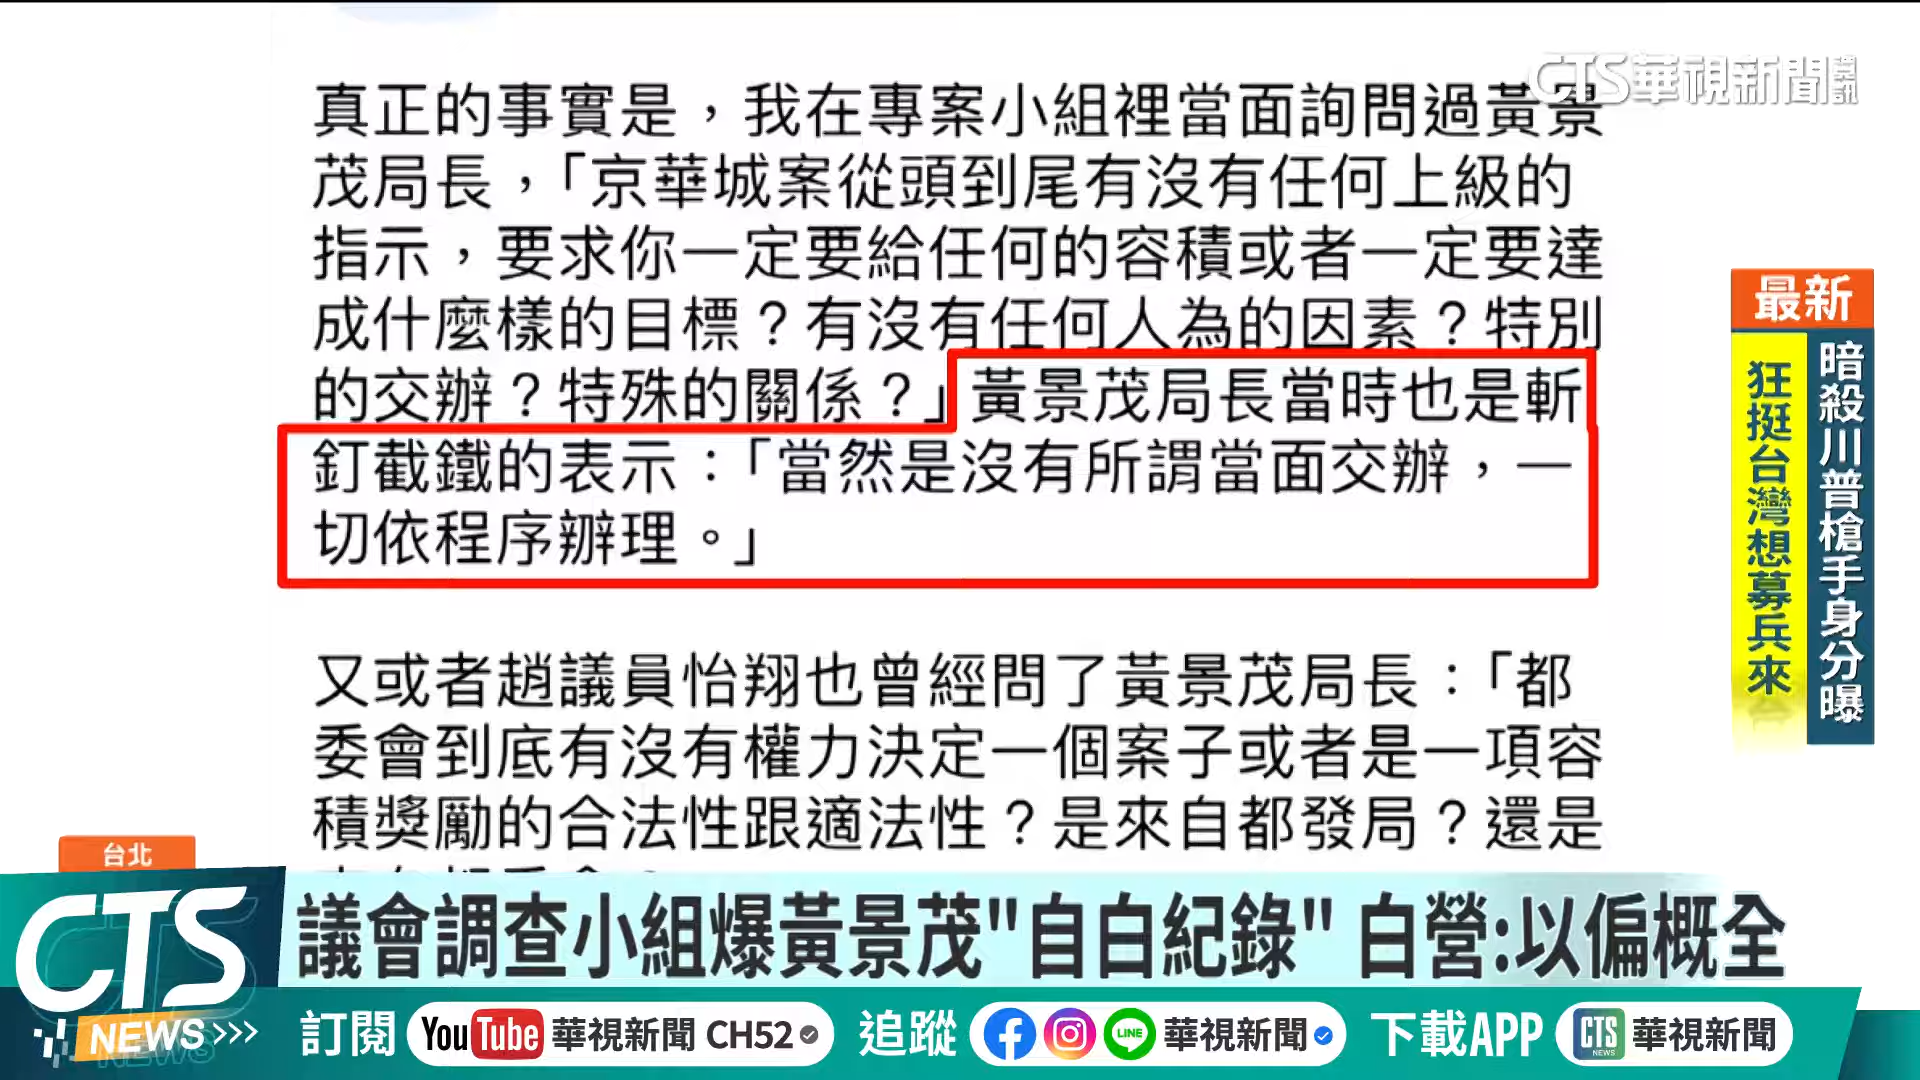 真正的事實是，我在專案小組裡當面詢問過黃景
茂局長，「京華城案從頭到尾有沒有任何上級的
指示，要求你一定要給任何的容積或者一定要達
成什麼樣的目標？有沒有任何人為的因素？特別
的交辦？特殊的關係？」黃景茂局長當時也是斬
釘截鐵的表示：「當然是沒有所謂當面交辦，一
切依程序辦理。」
又或者趙議員怡翔也曾經問了黃景茂局長：「都
委會到底有沒有權力決定一個案子或者是一項容
積獎勵的合法性跟適法性？是來自都發局？還是
CTS華視新聞資訊
最新
暗殺川普槍手身分曝
狂挺台灣想募兵來
台北
議會調查小組爆黃景茂"自白紀錄" 白營:以偏概全
CTS NEWS >>>
訂閱 YouTube 華視新聞 CH52 追蹤 LINE 華視新聞 下載APP CTS NEWS 華視新聞